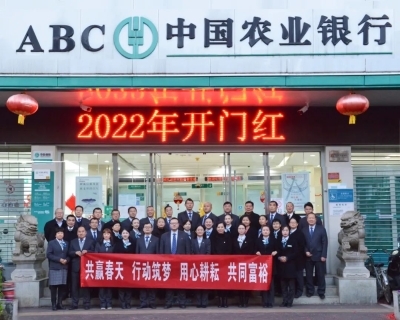 ABC 中国农业银行
2022年开门红
共赢春天 行动筑梦 用心耕耘 共同富裕